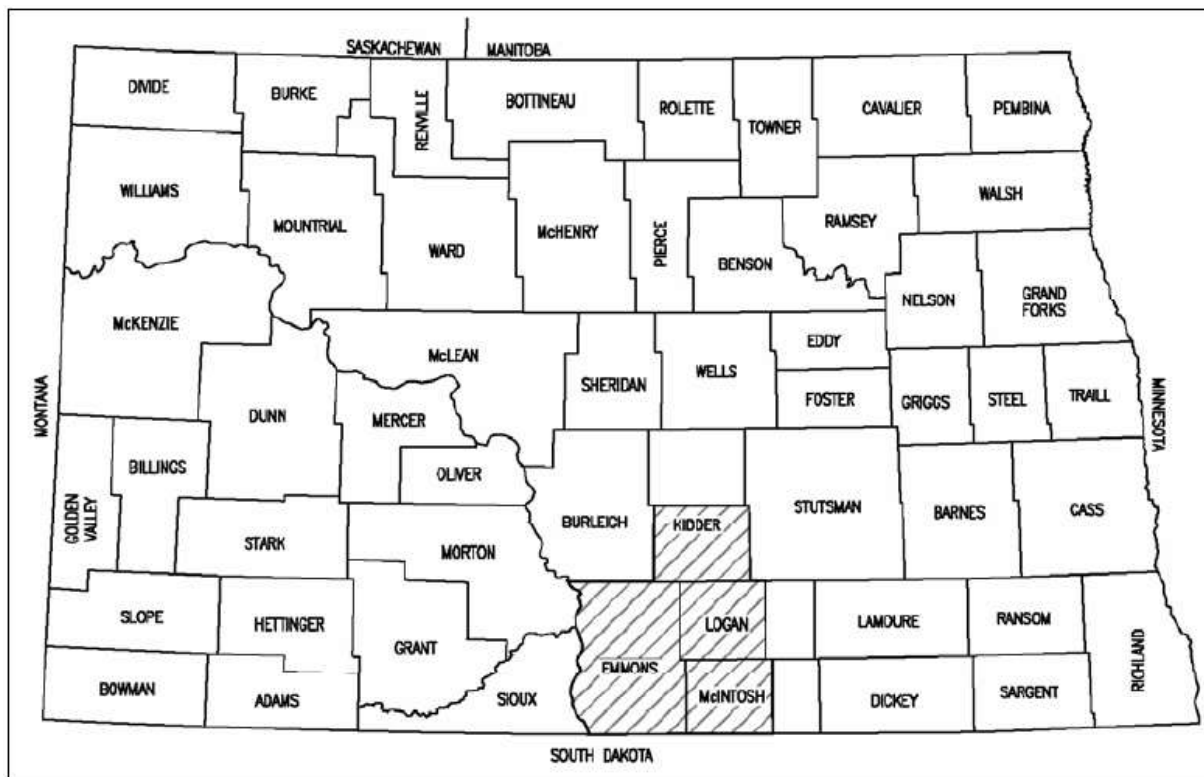 SASKACHEWAN
MANITOBA
DIVIDE
BURKE
RENVILLE
BOTTINEAU
ROLETTE
TOWNER
CAVALIER
PEMBINA
WILLIAMS
MOUNTRIAL
WARD
McHENRY
PIERCE
BENSON
RAMSEY
WALSH
NELSON
GRAND
FORKS
McKENZIE
DUNN
McLEAN
MERCER
OLIVER
SHERIDAN
WELLS
EDDY
FOSTER
GRIGGS
STEEL
TRAILL
MONTANA
MINNESOTA
GOLDEN
VALLEY
BILLINGS
STARK
MORTON
BURLEICH
KIDDER
STUTSMAN
BARNES
CASS
SLOPE
HETTINGER
GRANT
EMMONS
LOGAN
LAMOURE
RANSOM
RICHLAND
BOWMAN
ADAMS
SIOUX
McINTOSH
DICKEY
SARGENT
SOUTH DAKOTA